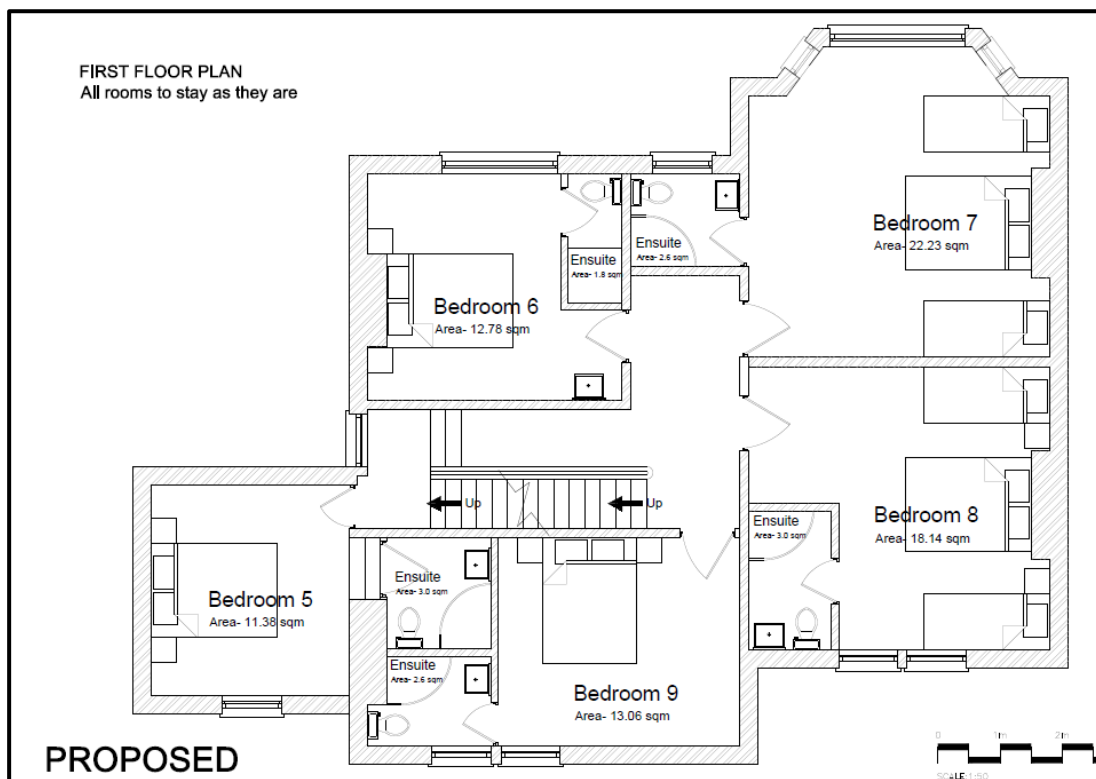 FIRST FLOOR PLAN
All rooms to stay as they are
Bedroom 7
Area- 22.23 sqm
Ensuite
Area- 2.6 sqm
Ensuite
Area- 1.8 sqm
Bedroom 6
Area- 12.78 sqm
Up
Up
Bedroom 8
Area- 18.14 sqm
Ensuite
Area- 3.0 sqm
Ensuite
Area- 3.0 sqm
Bedroom 5
Area- 11.38 sqm
Ensuite
Area- 2.6 sqm
Bedroom 9
Area- 13.06 sqm
PROPOSED
0 1m 2m
SCALE 1:50